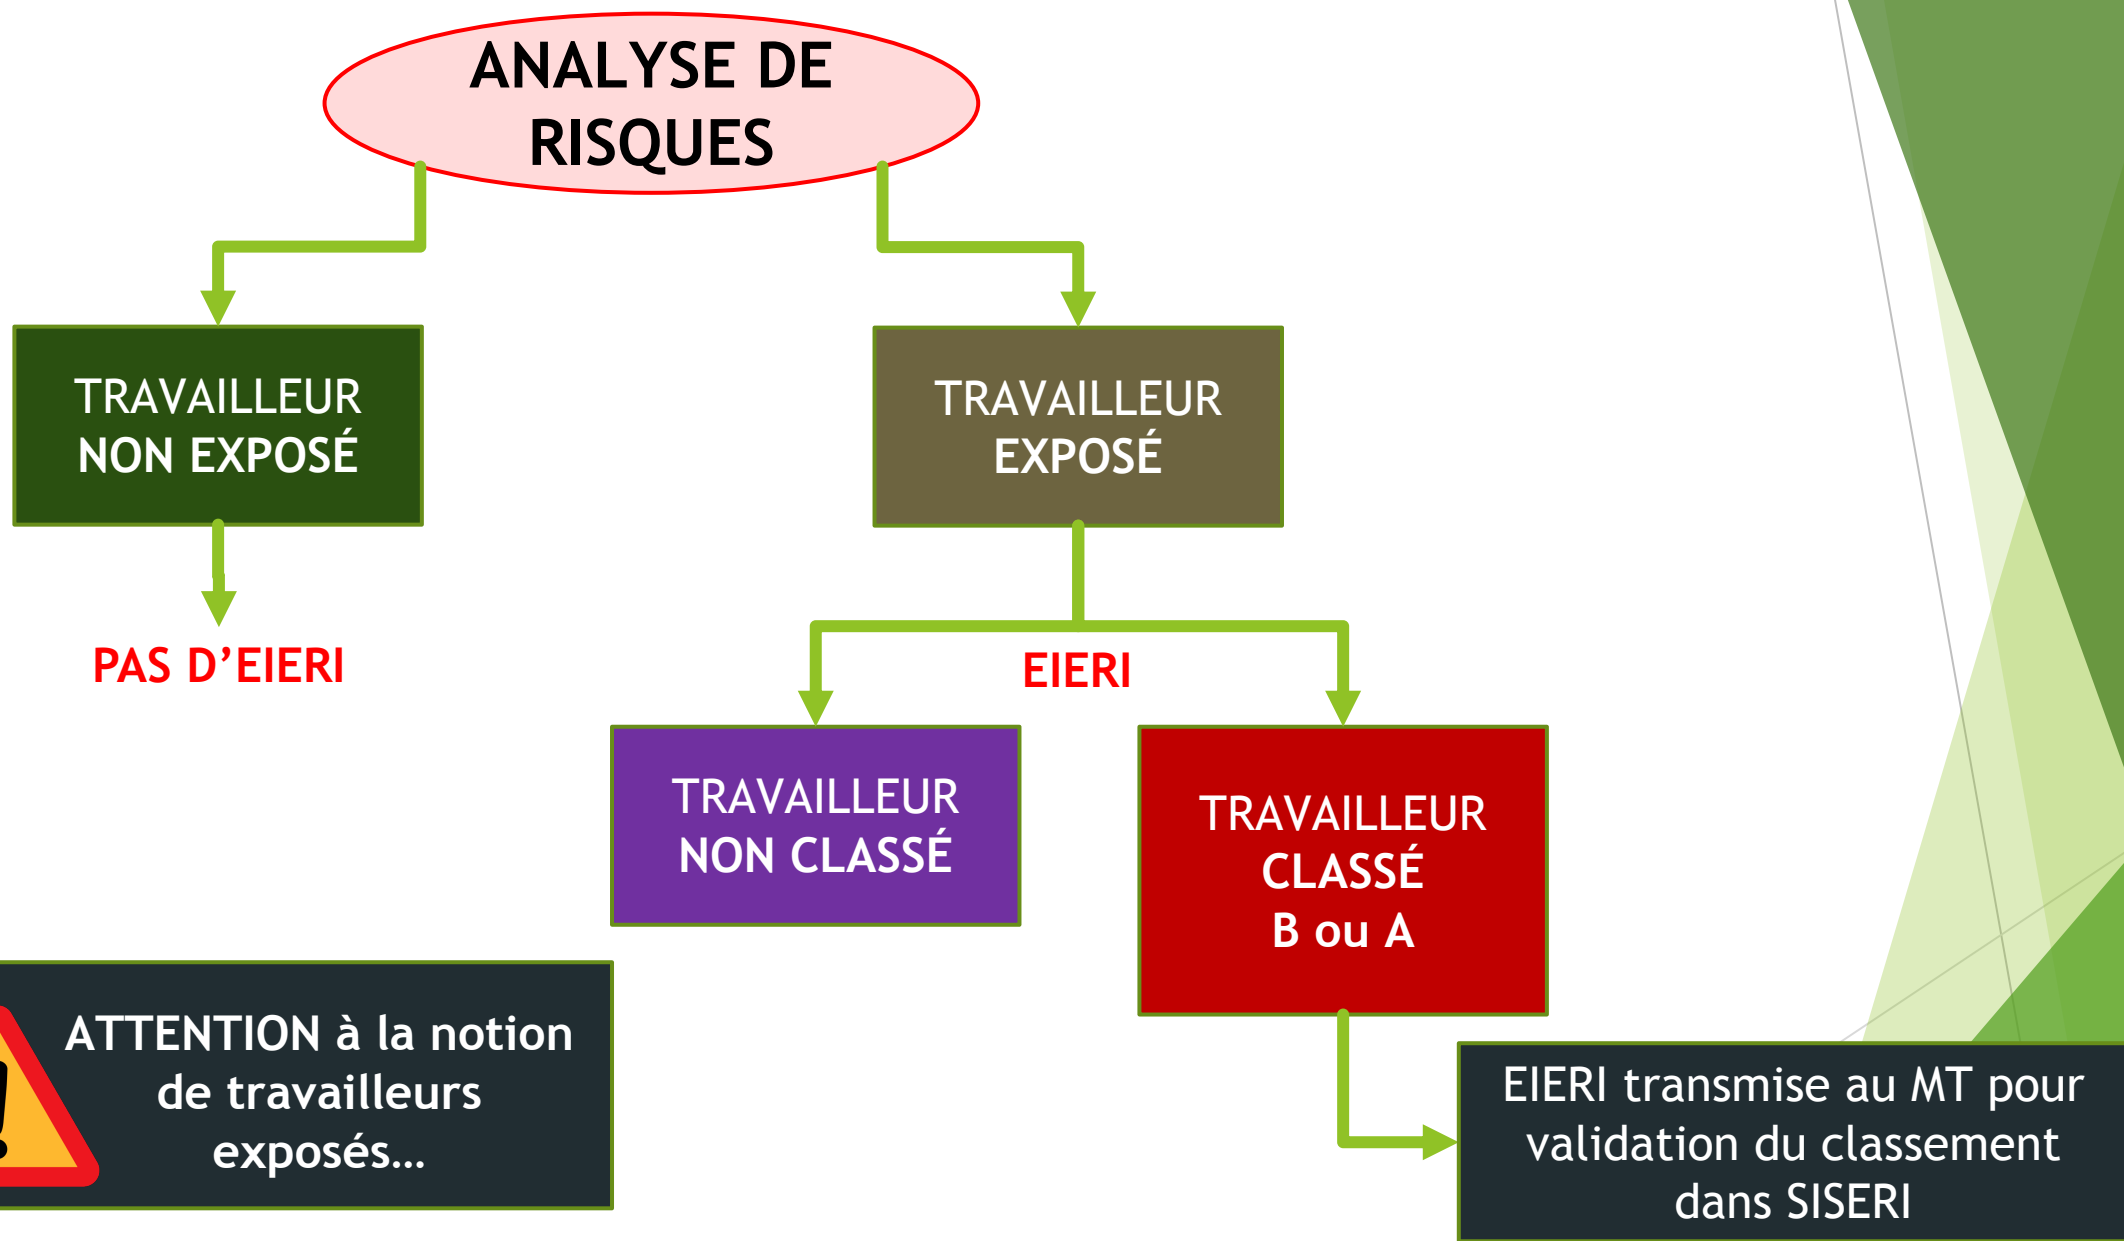 ANALYSE DE
RISQUES
TRAVAILLEUR
NON EXPOSÉ
TRAVAILLEUR
EXPOSÉ
PAS D’EIERI
EIERI
TRAVAILLEUR
NON CLASSÉ
TRAVAILLEUR
CLASSÉ
B ou A
ATTENTION à la notion
de travailleurs
exposés…
EIERI transmise au MT pour
validation du classement
dans SISERI